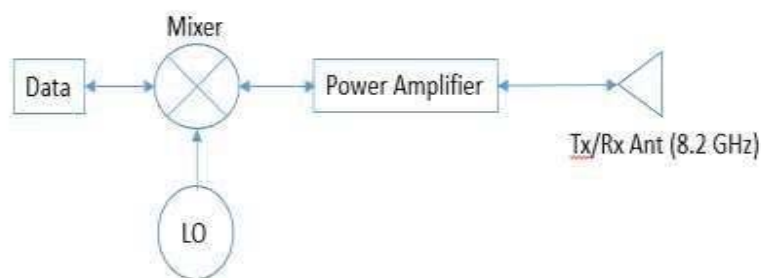 Mixer
Data
Power Amplifier
Tx/Rx Ant (8.2 GHz)
LO